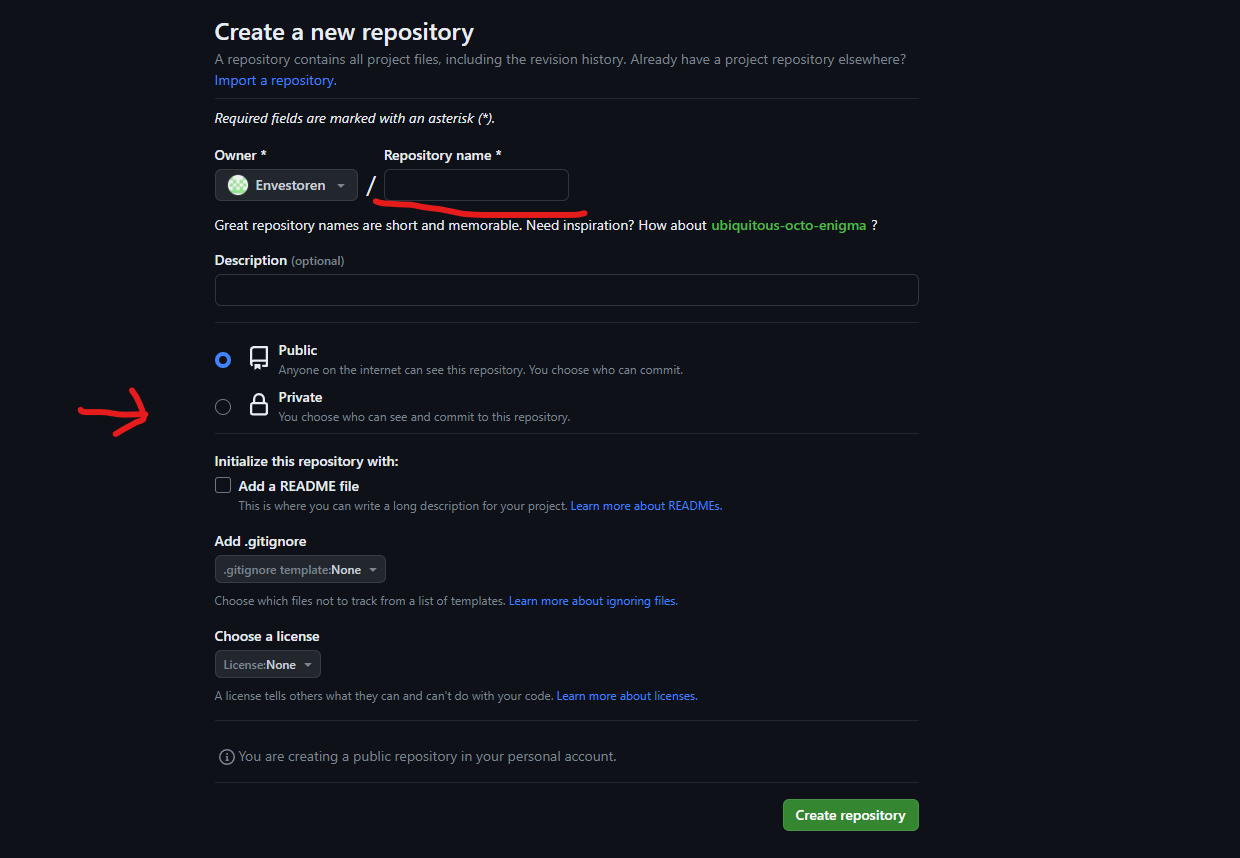 Create a new repository
A repository contains all project files, including the revision history. Already have a project repository elsewhere?
Import a repository.
Required fields are marked with an asterisk (*).
Owner * Repository name *
Envestoren /
Great repository names are short and memorable. Need inspiration? How about ubiquitous-octo-enigma ?
Description (optional)
Public
Anyone on the internet can see this repository. You choose who can commit.
Private
You choose who can see and commit to this repository.
Initialize this repository with:
Add a README file
This is where you can write a long description for your project. Learn more about READMEs.
Add .gitignore
.gitignore template:None
Choose which files not to track from a list of templates. Learn more about ignoring files.
Choose a license
License:None
A license tells others what they can and can't do with your code. Learn more about licenses.
You are creating a public repository in your personal account.
Create repository